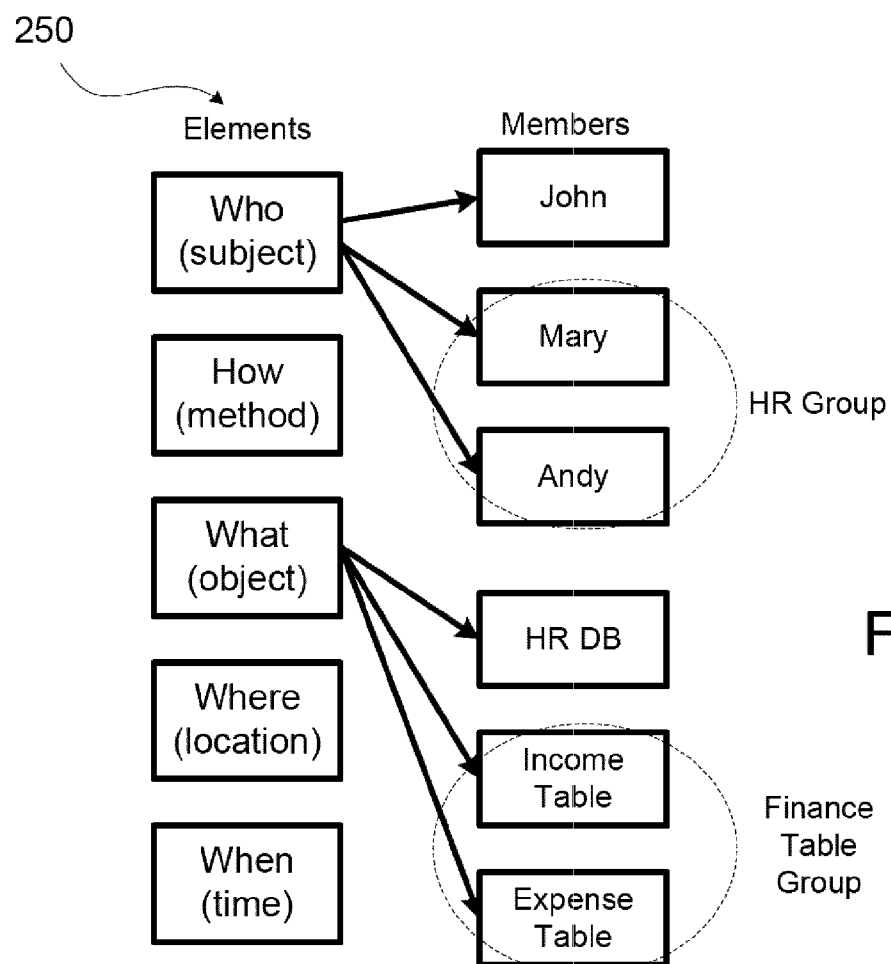 250
Elements
Members
Who
(subject)
John
Mary
How
(method)
HR Group
Andy
What
(object)
HR DB
F
Where
(location)
Income
Table
Finance
Table
Group
When
(time)
Expense
Table